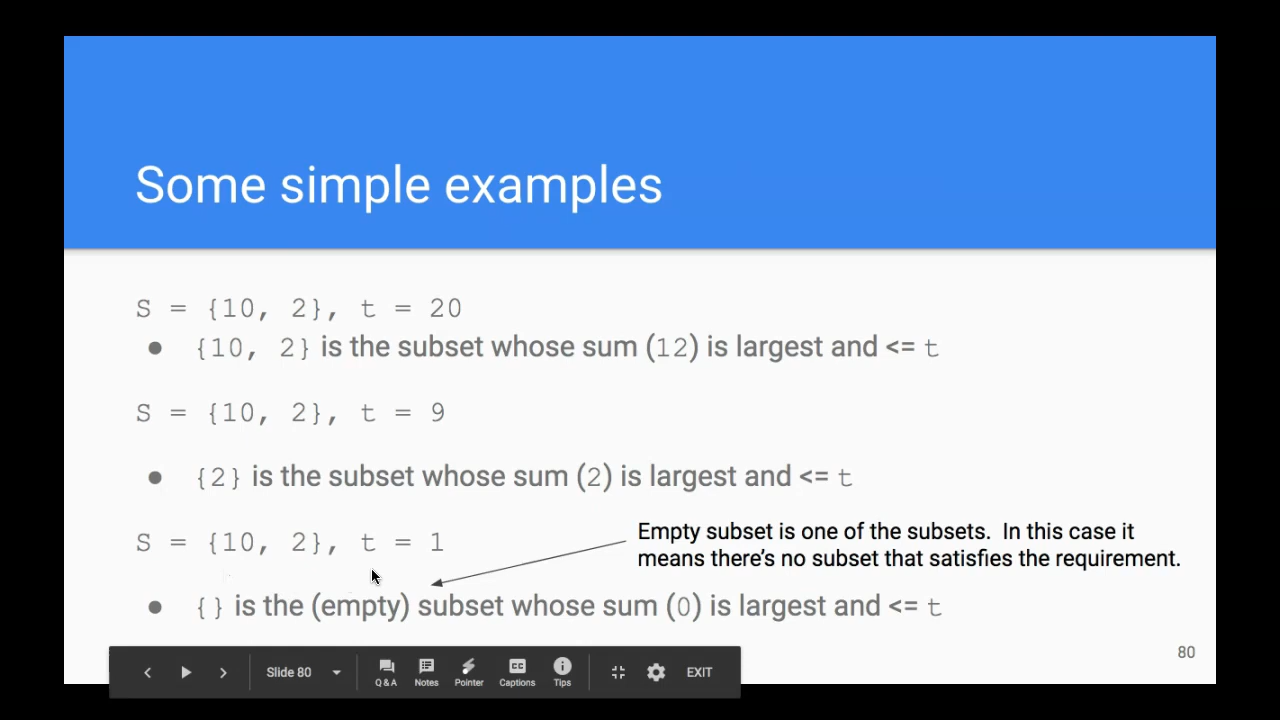 Some simple examples
S = {10, 2}, t = 20
● {10, 2} is the subset whose sum (12) is largest and <= t
S = {10, 2}, t = 9
● {2} is the subset whose sum (2) is largest and <= t
Empty subset is one of the subsets. In this case it
means there's no subset that satisfies the requirement.
S = {10, 2}, t = 1
● {} is the (empty) subset whose sum (0) is largest and <= t
80
Slide 80
Q & A
Notes
Pointer
CC
Captions
Tips
EXIT